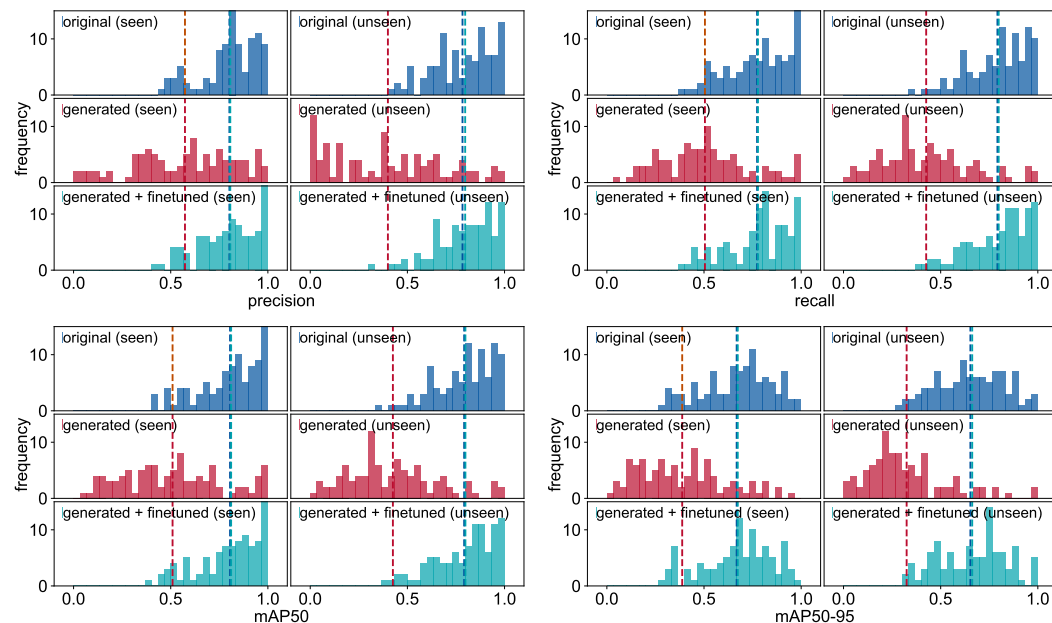 original (seen)
original (unseen)
10
0
generated (seen)
generated (unseen)
10
0
generated + finetuned (seen)
generated + finetuned (unseen)
10
0
frequency
0.0 0.5 1.0 0.0 0.5 1.0
precision
original (seen)
original (unseen)
10
0
generated (seen)
generated (unseen)
10
0
generated + finetuned (seen)
generated + finetuned (unseen)
10
0
frequency
0.0 0.5 1.0 0.0 0.5 1.0
recall
original (seen)
original (unseen)
10
0
generated (seen)
generated (unseen)
10
0
generated + finetuned (seen)
generated + finetuned (unseen)
10
0
frequency
0.0 0.5 1.0 0.0 0.5 1.0
mAP50
original (seen)
original (unseen)
10
0
generated (seen)
generated (unseen)
10
0
generated + finetuned (seen)
generated + finetuned (unseen)
10
0
frequency
0.0 0.5 1.0 0.0 0.5 1.0
mAP50-95